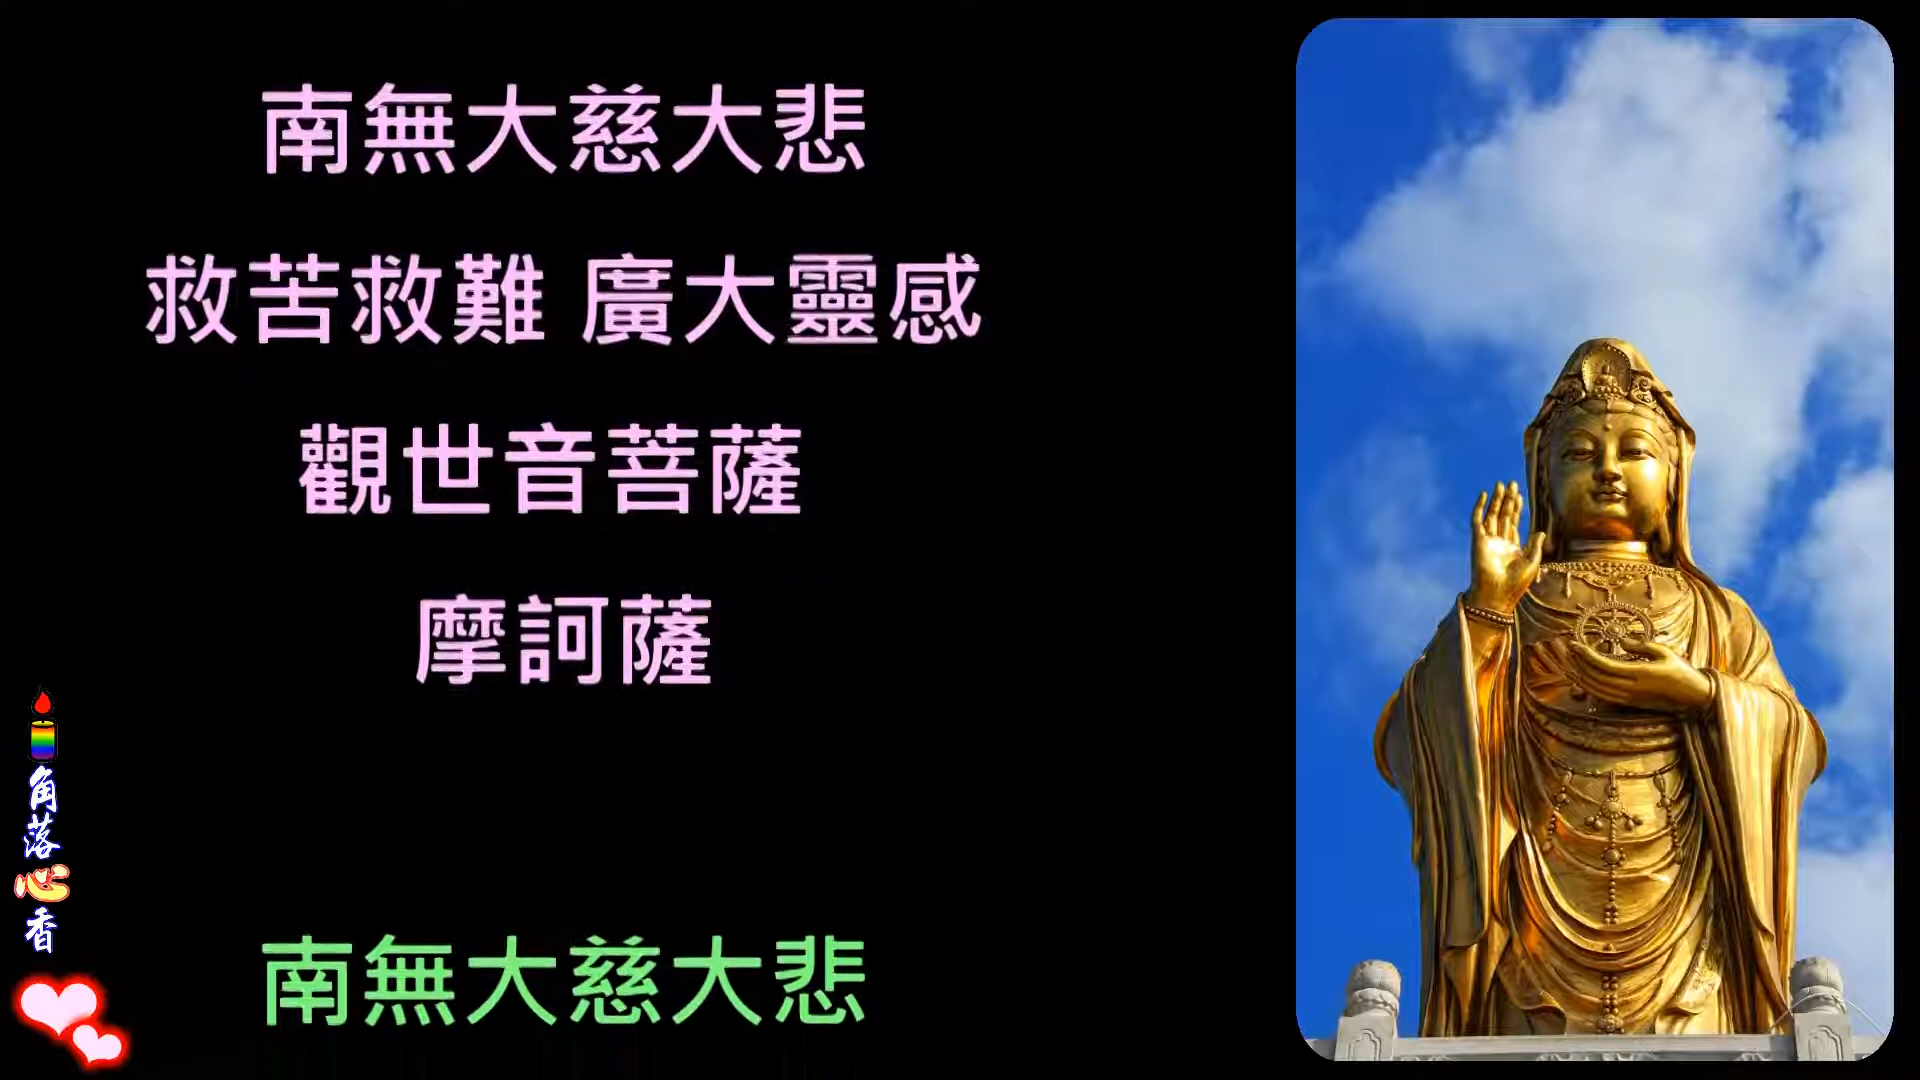 南無大慈大悲
救苦救難 廣大靈感
觀世音菩薩
摩訶薩
南無大慈大悲
角落心香